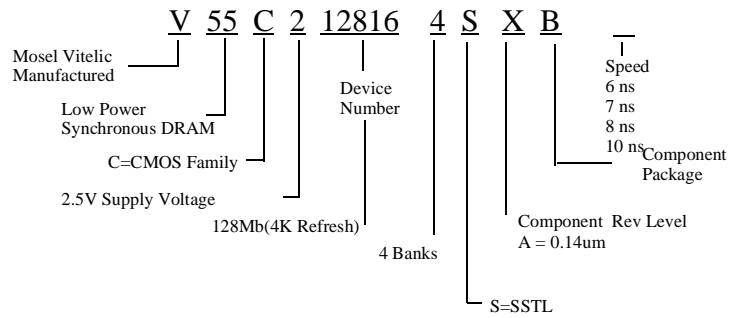 V 55 C 2 12816 4 S X B _
Mosel Vitelic
Manufactured
Low Power
Synchronous DRAM
C=CMOS Family
2.5V Supply Voltage
Device
Number
128Mb(4K Refresh)
4 Banks
S=SSTL
Component Rev Level
A = 0.14um
Component
Package
Speed
6 ns
7 ns
8 ns
10 ns